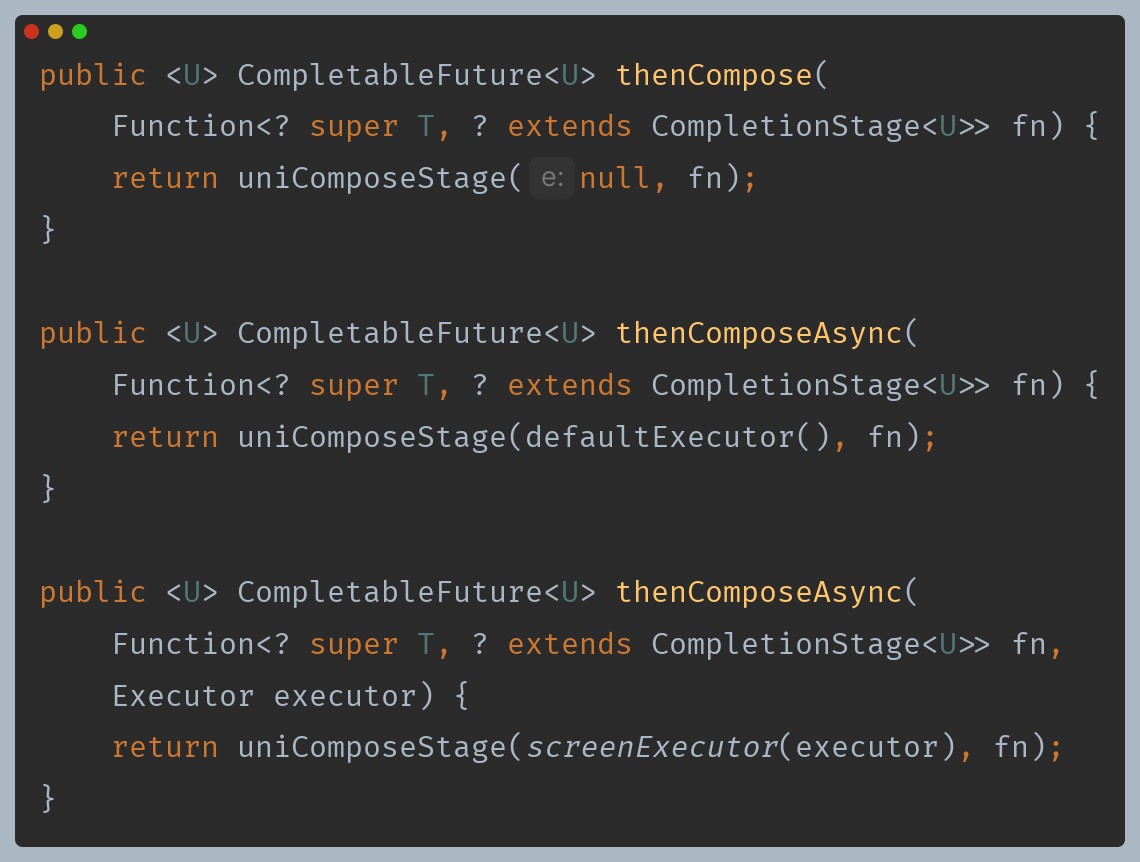 public <U> CompletableFuture<U> thenCompose(
    Function<? super T, ? extends CompletionStage<U>> fn) {
    return uniComposeStage( e: null, fn);
}

public <U> CompletableFuture<U> thenComposeAsync(
    Function<? super T, ? extends CompletionStage<U>> fn) {
    return uniComposeStage(defaultExecutor(), fn);
}

public <U> CompletableFuture<U> thenComposeAsync(
    Function<? super T, ? extends CompletionStage<U>> fn,
    Executor executor) {
    return uniComposeStage(screenExecutor(executor), fn);
}